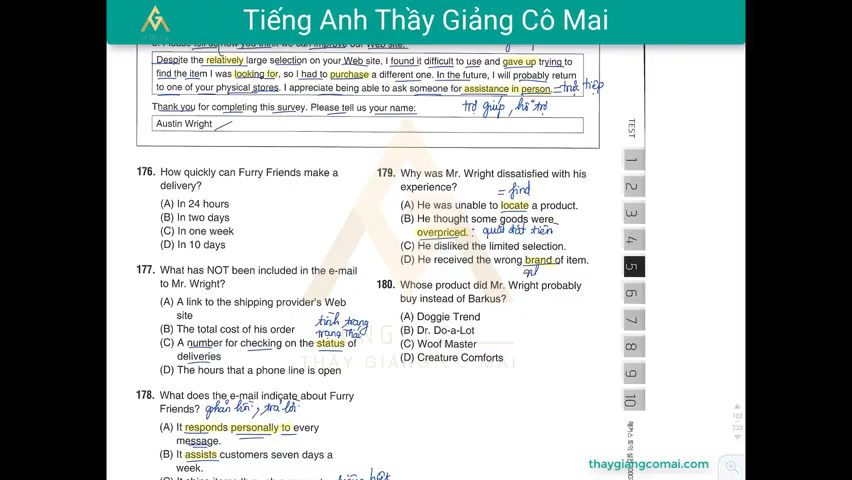 Tiếng Anh Thầy Giảng Cô Mai
Despite the relatively large selection on your Web site, I found it difficult to use and gave up trying to
find the item I was looking for, so I had to purchase a different one. In the future, I will probably return
to one of your physical stores. I appreciate being able to ask someone for assistance in person. = trực tiếp
trợ giúp, hỗ trợ
Thank you for completing this survey. Please tell us your name:
Austin Wright
176. How quickly can Furry Friends make a
delivery?
(A) In 24 hours
(B) In two days
(C) In one week
(D) In 10 days
177. What has NOT been included in the e-mail
to Mr. Wright?
(A) A link to the shipping provider's Web
site
(B) The total cost of his order
tình trạng
trạng thái
(C) A number for checking on the status of
deliveries
(D) The hours that a phone line is open
178. What does the e-mail indicate about Furry
Friends? phản hồi, trả lời
(A) It responds personally to every
message.
(B) It assists customers seven days a
week.
179. Why was Mr. Wright dissatisfied with his
experience?
= find
(A) He was unable to locate a product.
(B) He thought some goods were
overpriced. : quá đắt tiền
(C) He disliked the limited selection.
(D) He received the wrong brand of item.
180. Whose product did Mr. Wright probably
buy instead of Barkus?
(A) Doggie Trend
(B) Dr. Do-a-Lot
(C) Woof Master
(D) Creature Comforts
TEST
1
2
3
4
5
6
7
8
9
10
THẦY GIẢNG CÔ MAI
thaygiangcomai.com